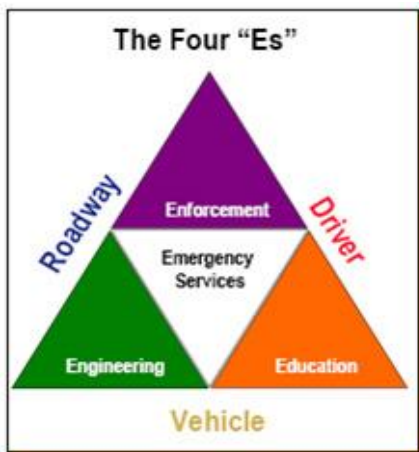 The Four “Es”
Roadway
Driver
Enforcement
Emergency
Services
Engineering
Education
Vehicle